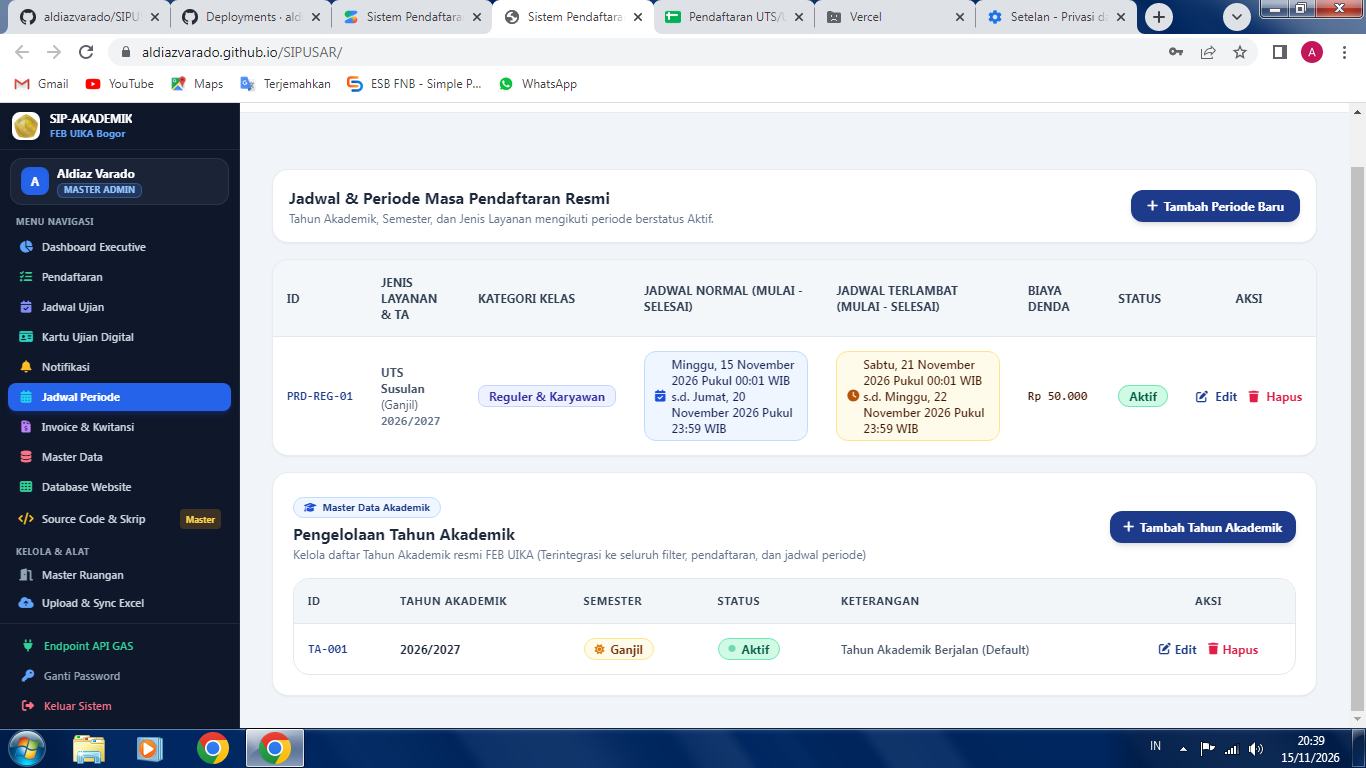 aldiazvarado/SIPU
Deployments · ald
Sistem Pendaftara
Sistem Pendaftara
Pendaftaran UTS/U
Vercel
Setelan - Privasi da
aldiazvarado.github.io/SIPUSAR/
A
Gmail
YouTube
Maps
Terjemahkan
ESB FNB - Simple P...
WhatsApp
SIP-AKADEMIK
FEB UIKA Bogor
A
Aldiaz Varado
MASTER ADMIN
MENU NAVIGASI
Dashboard Executive
Pendaftaran
Jadwal Ujian
Kartu Ujian Digital
Notifikasi
Jadwal Periode
Invoice & Kwitansi
Master Data
Database Website
Source Code & Skrip
Master
KELOLA & ALAT
Master Ruangan
Upload & Sync Excel
Endpoint API GAS
Ganti Password
Keluar Sistem
Jadwal & Periode Masa Pendaftaran Resmi
Tahun Akademik, Semester, dan Jenis Layanan mengikuti periode berstatus Aktif.
+ Tambah Periode Baru
ID
JENIS
LAYANAN
& TA
KATEGORI KELAS
JADWAL NORMAL (MULAI -
SELESAI)
JADWAL TERLAMBAT
(MULAI - SELESAI)
BIAYA
DENDA
STATUS
AKSI
PRD-REG-01
UTS
Susulan
(Ganjil)
2026/2027
Reguler & Karyawan
Minggu, 15 November
2026 Pukul 00:01 WIB
s.d. Jumat, 20
November 2026 Pukul
23:59 WIB
Sabtu, 21 November
2026 Pukul 00:01 WIB
s.d. Minggu, 22
November 2026 Pukul
23:59 WIB
Rp 50.000
Aktif
Edit
Hapus
Master Data Akademik
Pengelolaan Tahun Akademik
Kelola daftar Tahun Akademik resmi FEB UIKA (Terintegrasi ke seluruh filter, pendaftaran, dan jadwal periode)
+ Tambah Tahun Akademik
ID
TAHUN AKADEMIK
SEMESTER
STATUS
KETERANGAN
AKSI
TA-001
2026/2027
Ganjil
Aktif
Tahun Akademik Berjalan (Default)
Edit
Hapus
IN
20:39
15/11/2026